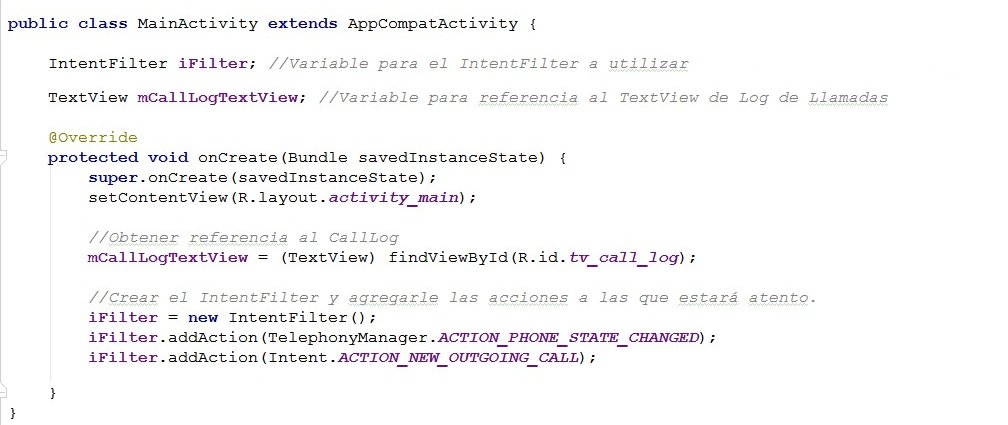 public class MainActivity extends AppCompatActivity {
IntentFilter iFilter; //Variable para el IntentFilter a utilizar
TextView mCallLogTextView; //Variable para referencia al TextView de Log de Llamadas
@Override
protected void onCreate(Bundle savedInstanceState) {
super.onCreate(savedInstanceState);
setContentView(R.layout.activity_main);
//Obtener referencia al CallLog
mCallLogTextView = (TextView) findViewById(R.id.tv_call_log);
//Crear el IntentFilter y agregarle las acciones a las que estará atento.
iFilter = new IntentFilter();
iFilter.addAction(TelephonyManager.ACTION_PHONE_STATE_CHANGED);
iFilter.addAction(Intent.ACTION_NEW_OUTGOING_CALL);
}
}